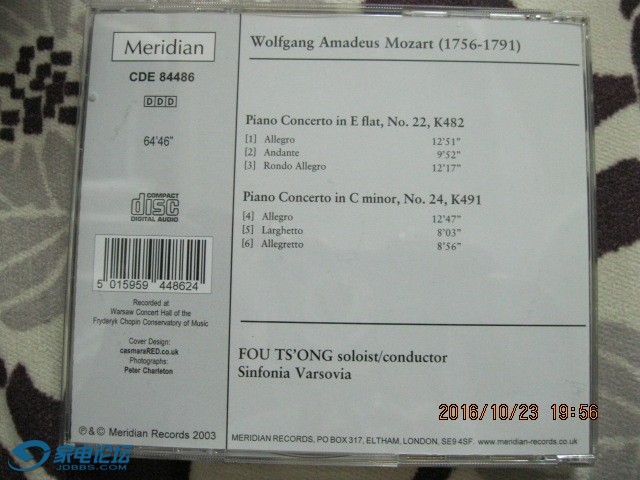 Meridian
CDE 84486
DDD
64'46"
COMPACT
disc
DIGITAL AUDIO
5 015959 448624
Recorded at
Warsaw Concert Hall of the
Fryderyk Chopin Conservatory of Music
Cover Design:
casmaraRED.co.uk
Photographs:
Peter Charleton
℗ & © Meridian Records 2003
Wolfgang Amadeus Mozart (1756-1791)
Piano Concerto in E flat, No. 22, K482
[1] Allegro 12'51"
[2] Andante 9'52"
[3] Rondo Allegro 12'17"
Piano Concerto in C minor, No. 24, K491
[4] Allegro 12'47"
[5] Larghetto 8'03"
[6] Allegretto 8'56"
FOU TS'ONG soloist/conductor
Sinfonia Varsovia
MERIDIAN RECORDS, PO BOX 317, ELTHAM, LONDON, SE9 4SF. www.meridian-records.co.uk
2016/10/23 19:56
家电论坛
JDBBS.COM